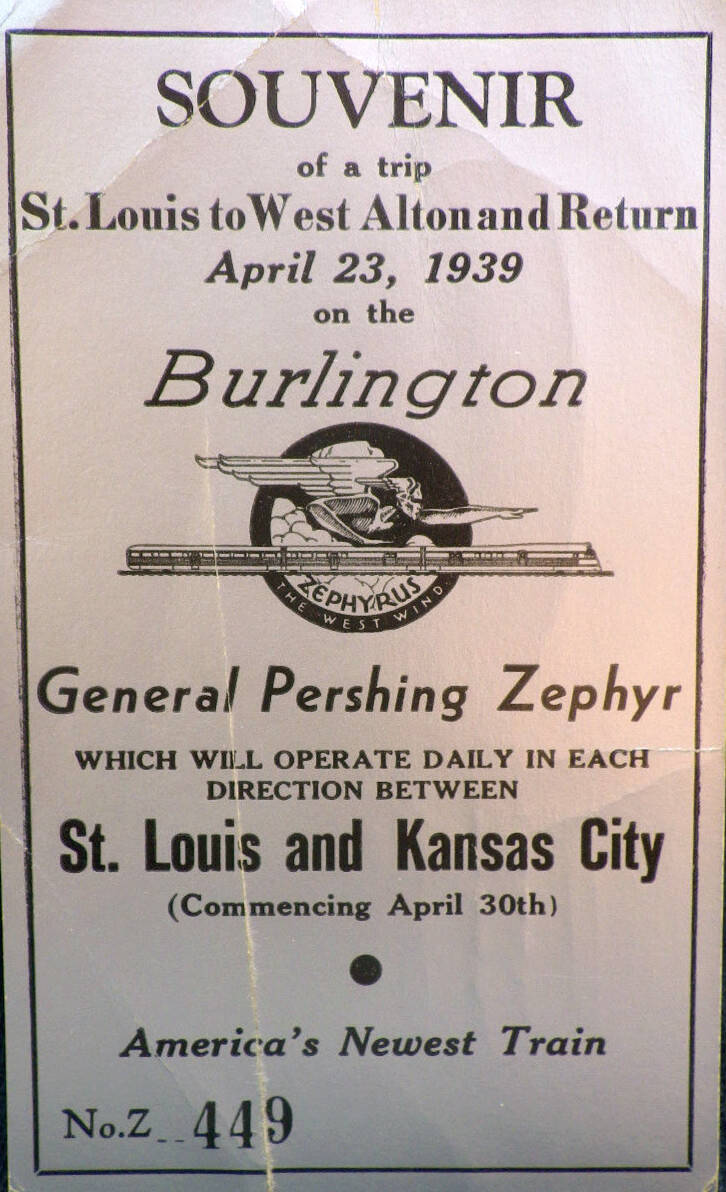 SOUVENIR
of a trip
St. Louis to West Alton and Return
April 23, 1939
on the
Burlington
ZEPHYRUS
THE WEST WIND
General Pershing Zephyr
WHICH WILL OPERATE DAILY IN EACH
DIRECTION BETWEEN
St. Louis and Kansas City
(Commencing April 30th)
America's Newest Train
No.Z 449